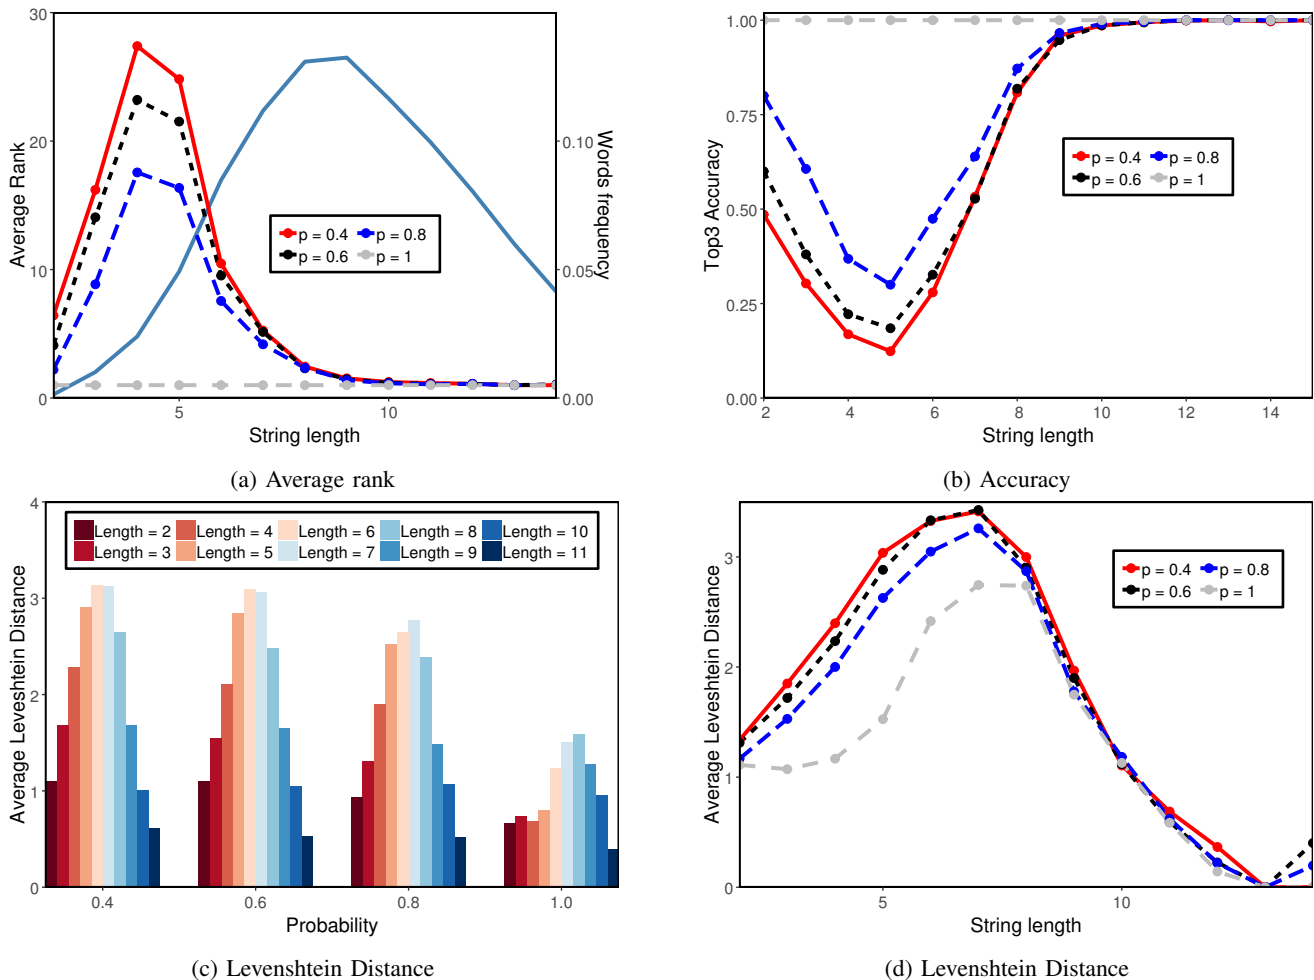 30
20
10
0
Average Rank
0.10
0.05
0.00
Words frequency
p = 0.4 p = 0.8
p = 0.6 p = 1
5 10
String length
(a) Average rank
1.00
0.75
0.50
0.25
0.00
Top3 Accuracy
p = 0.4 p = 0.8
p = 0.6 p = 1
2 4 6 8 10 12 14
String length
(b) Accuracy
4
3
2
1
0
Average Leveshtein Distance
Length = 2 Length = 4 Length = 6 Length = 8 Length = 10
Length = 3 Length = 5 Length = 7 Length = 9 Length = 11
0.4 0.6 0.8 1.0
Probability
(c) Levenshtein Distance
3
2
1
0
Average Leveshtein Distance
p = 0.4 p = 0.8
p = 0.6 p = 1
5 10
String length
(d) Levenshtein Distance